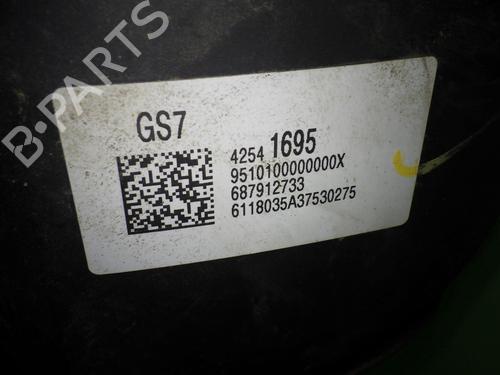 B-PARTS
GS7
4254 1695
9510100000000X
687912733
6118035A37530275